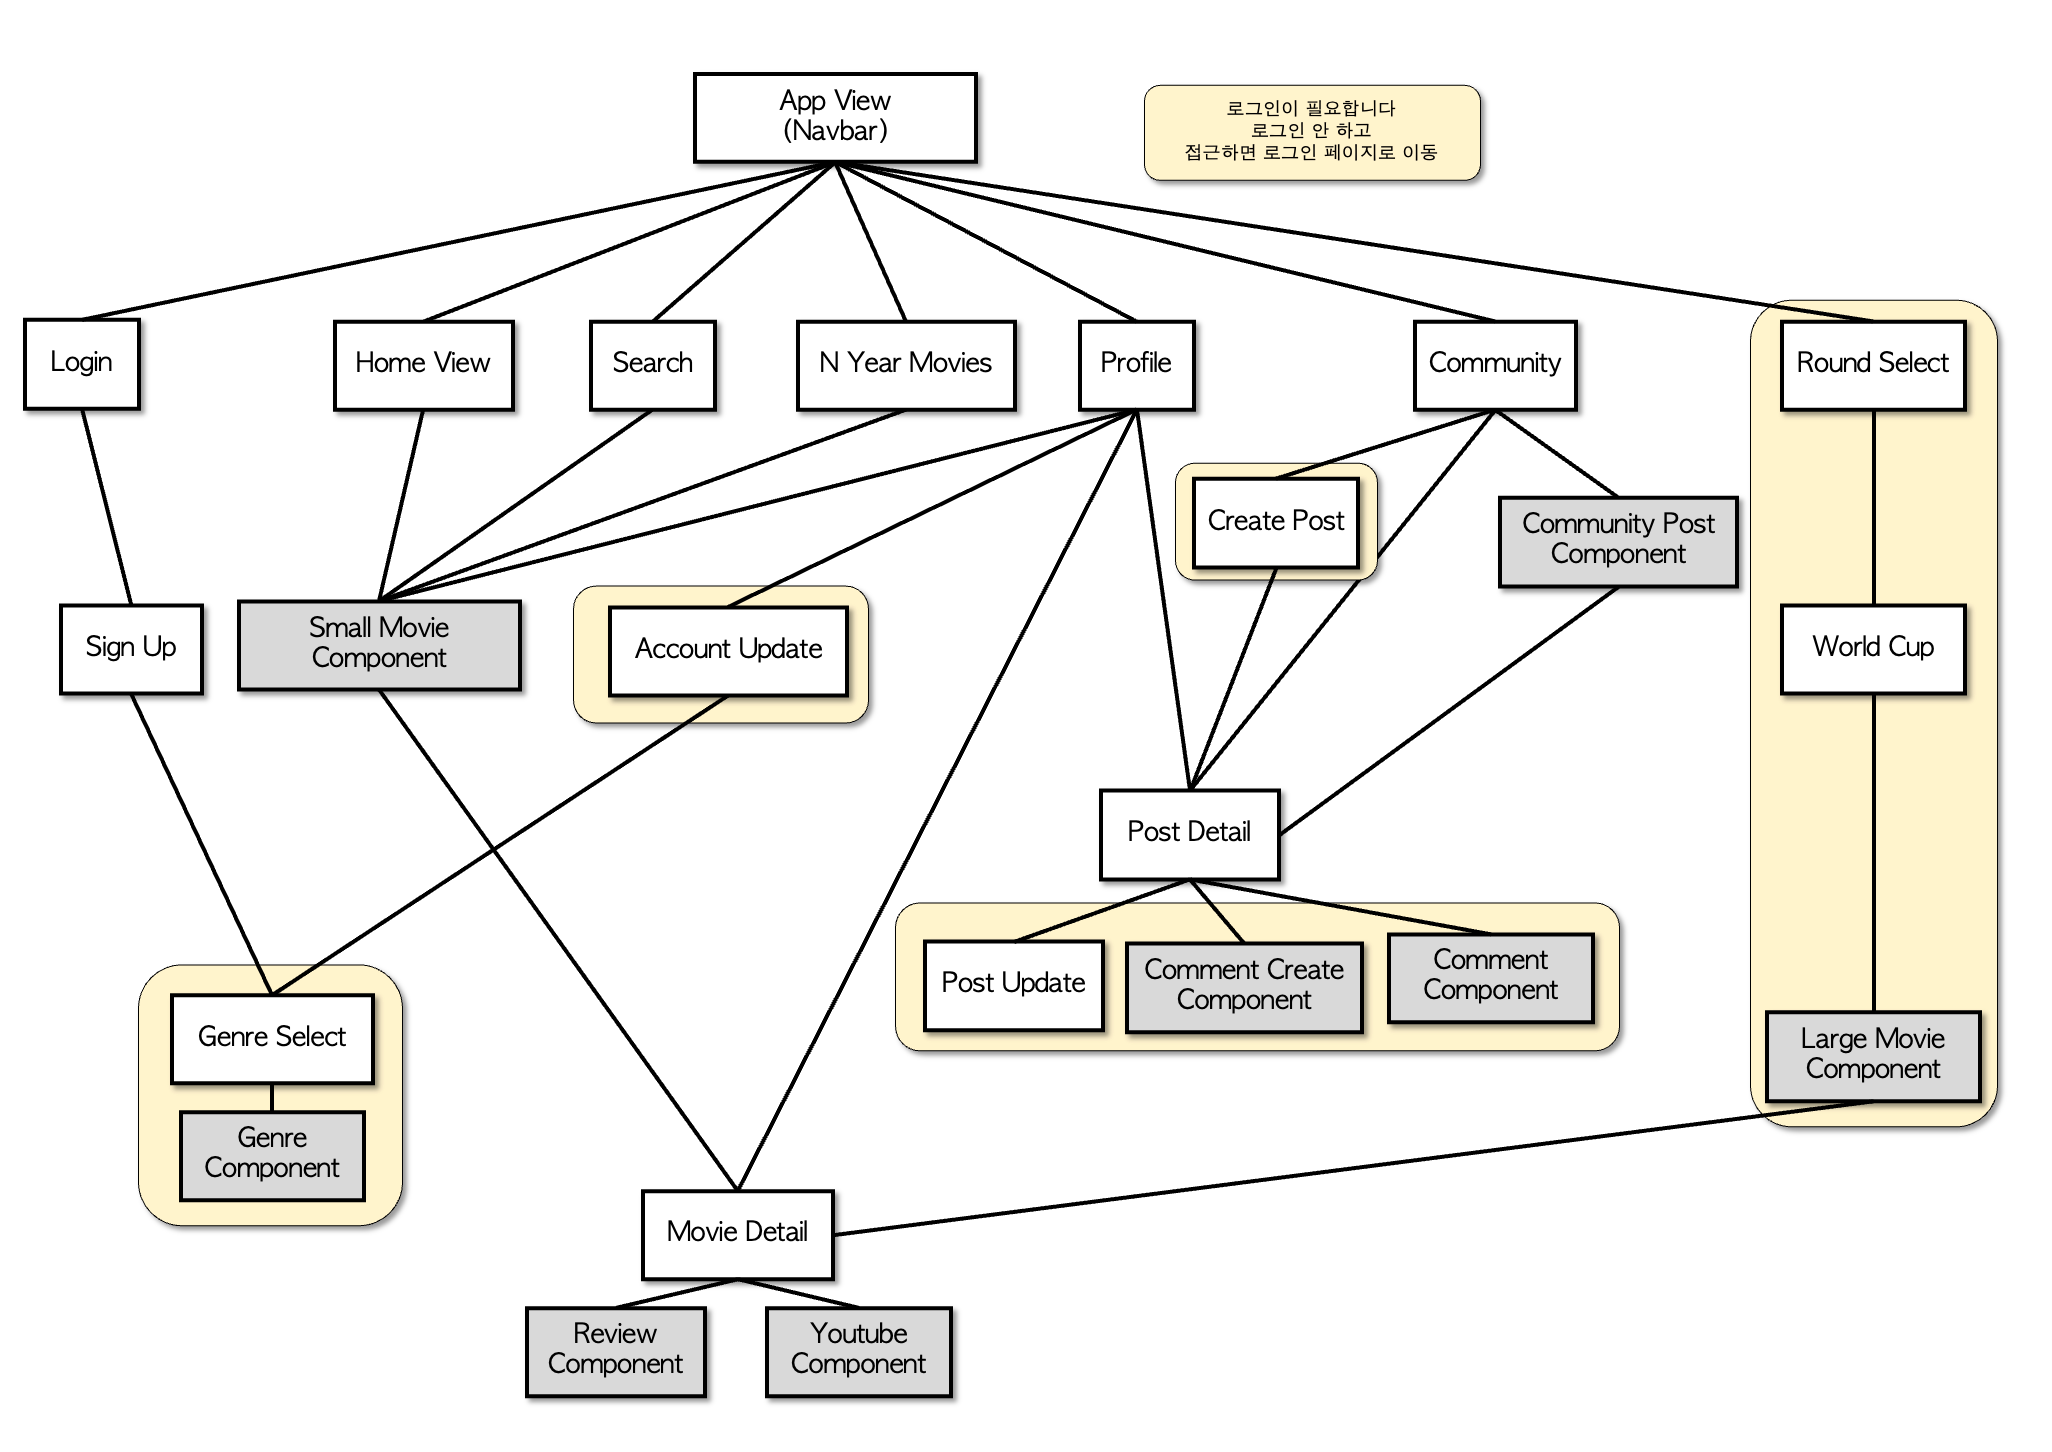 App View
(Navbar)
로그인이 필요합니다
로그인 안 하고
접근하면 로그인 페이지로 이동
Login
Home View
Search
N Year Movies
Profile
Community
Round Select
Create Post
Community Post
Component
Sign Up
Small Movie
Component
Account Update
World Cup
Post Detail
Post Update
Comment Create
Component
Comment
Component
Genre Select
Genre
Component
Large Movie
Component
Movie Detail
Review
Component
Youtube
Component